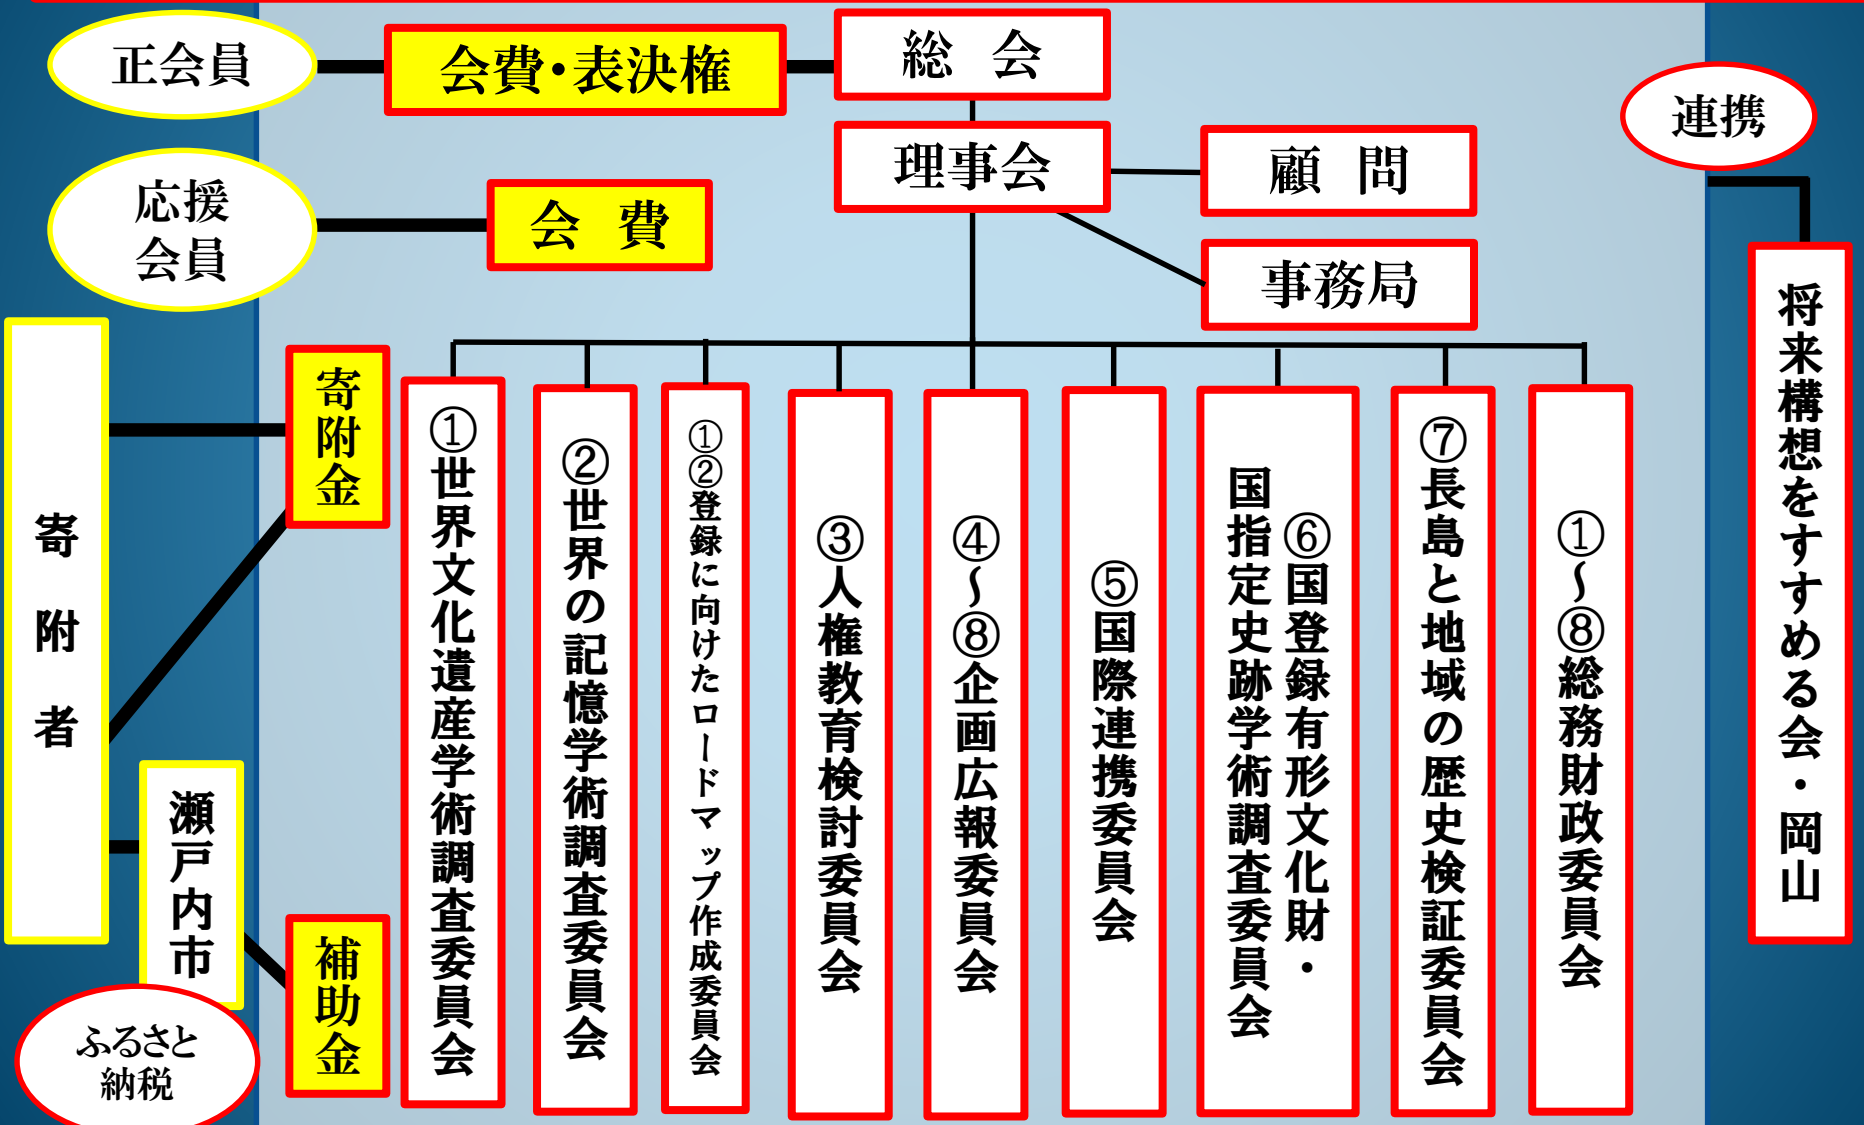 正会員
会費・表決権
総 会
連携
理事会
顧 問
応援
会員
会 費
事務局
寄附者
寄附金
瀬戸内市
補助金
ふるさと
納税
①世界文化遺産学術調査委員会
②世界の記憶学術調査委員会
①②登録に向けたロードマップ作成委員会
③人権教育検討委員会
④～⑧企画広報委員会
⑤国際連携委員会
⑥国登録有形文化財・
国指定史跡学術調査委員会
⑦長島と地域の歴史検証委員会
①～⑧総務財政委員会
将来構想をすすめる会・岡山